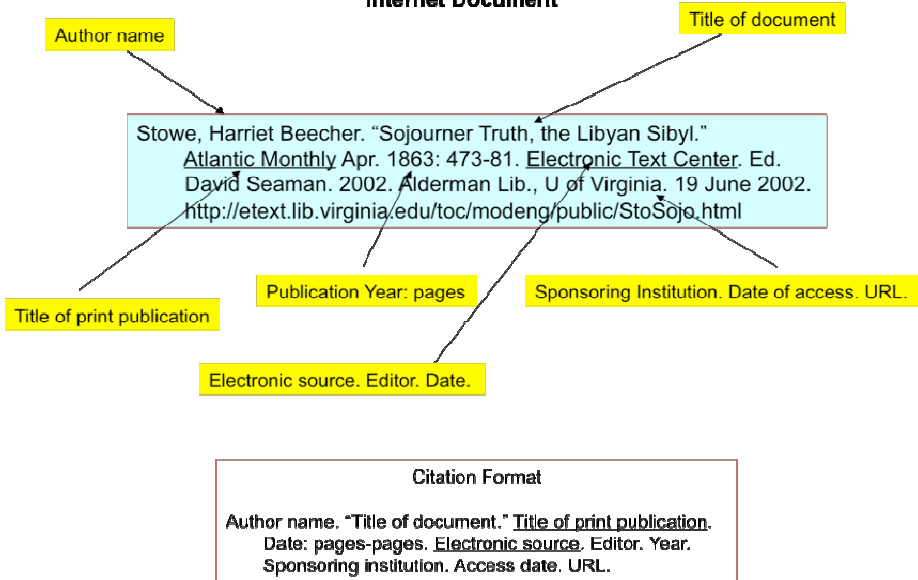 Internet Document
Author name
Title of document
Stowe, Harriet Beecher. “Sojourner Truth, the Libyan Sibyl.”
Atlantic Monthly Apr. 1863: 473-81. Electronic Text Center. Ed.
David Seaman. 2002. Alderman Lib., U of Virginia. 19 June 2002.
http://etext.lib.virginia.edu/toc/modeng/public/StoSojo.html
Title of print publication
Publication Year: pages
Sponsoring Institution. Date of access. URL.
Electronic source. Editor. Date.
Citation Format
Author name. “Title of document.” Title of print publication.
Date: pages-pages. Electronic source. Editor. Year.
Sponsoring institution. Access date. URL.